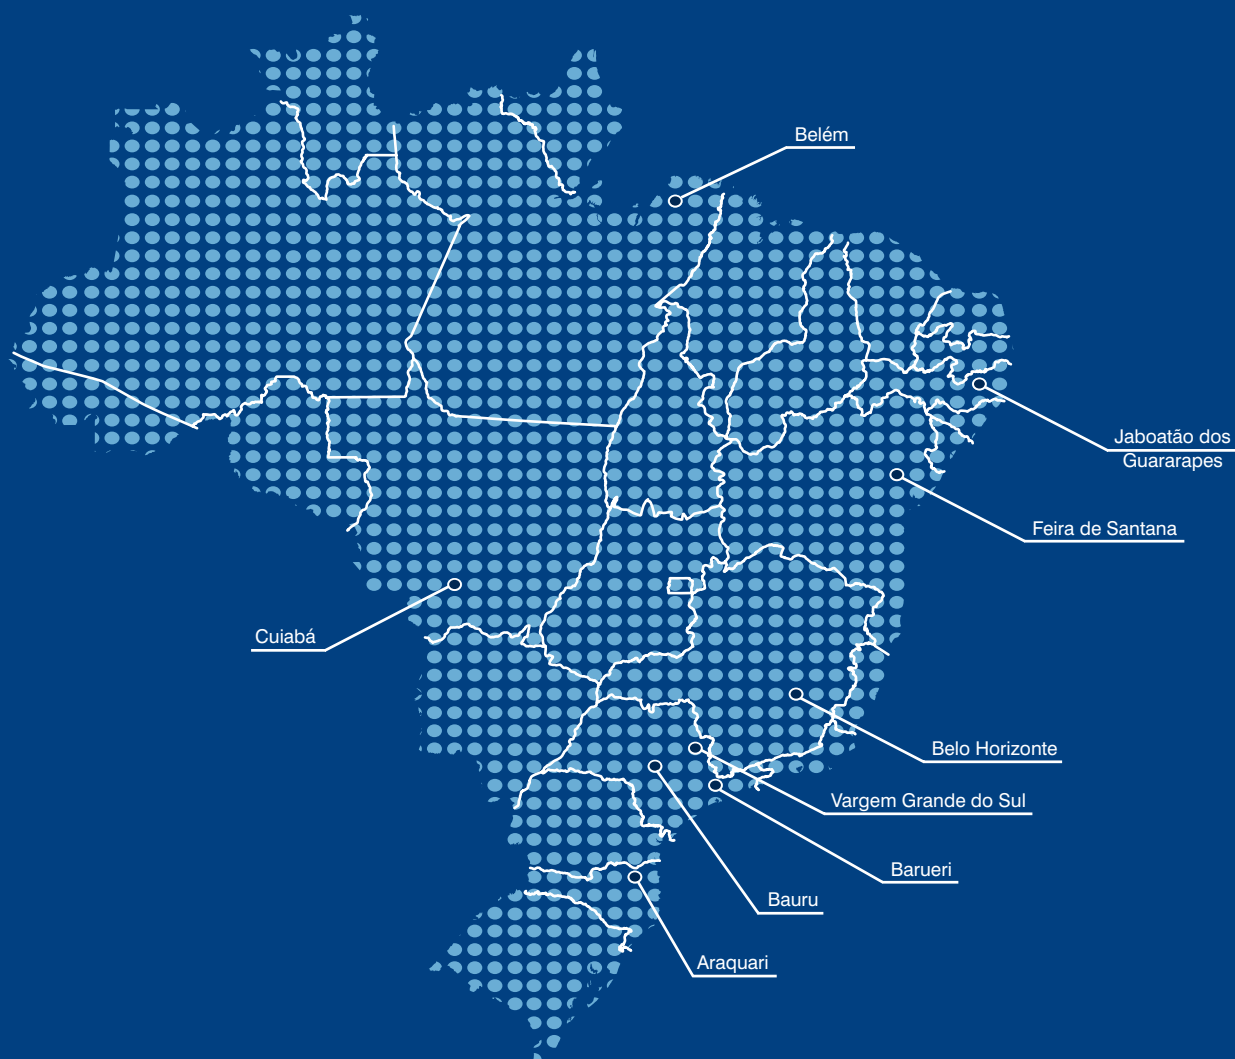 Belém
Jaboatão dos
Guararapes
Feira de Santana
Cuiabá
Belo Horizonte
Vargem Grande do Sul
Barueri
Bauru
Araquari